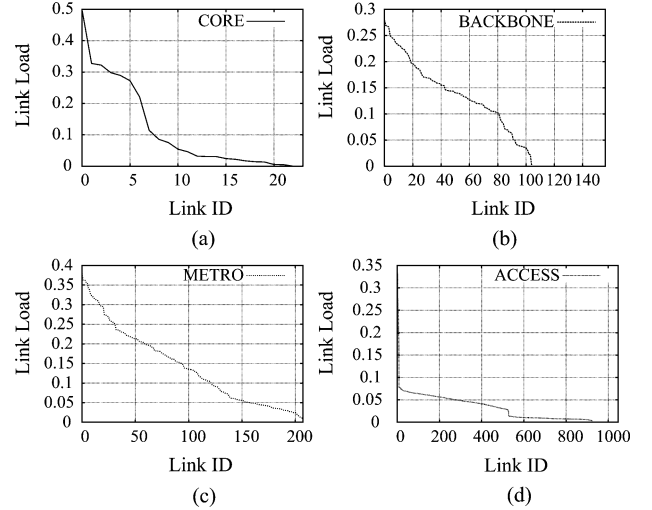 0.5
CORE
0.4
0.3
0.2
0.1
0
0 5 10 15 20
Link Load
Link ID
(a)
0.3
BACKBONE
0.25
0.2
0.15
0.1
0.05
0
0 20 40 60 80 100 120 140
Link Load
Link ID
(b)
0.4
METRO
0.35
0.3
0.25
0.2
0.15
0.1
0.05
0
0 50 100 150 200
Link Load
Link ID
(c)
0.35
ACCESS
0.3
0.25
0.2
0.15
0.1
0.05
0
0 200 400 600 800 1000
Link Load
Link ID
(d)